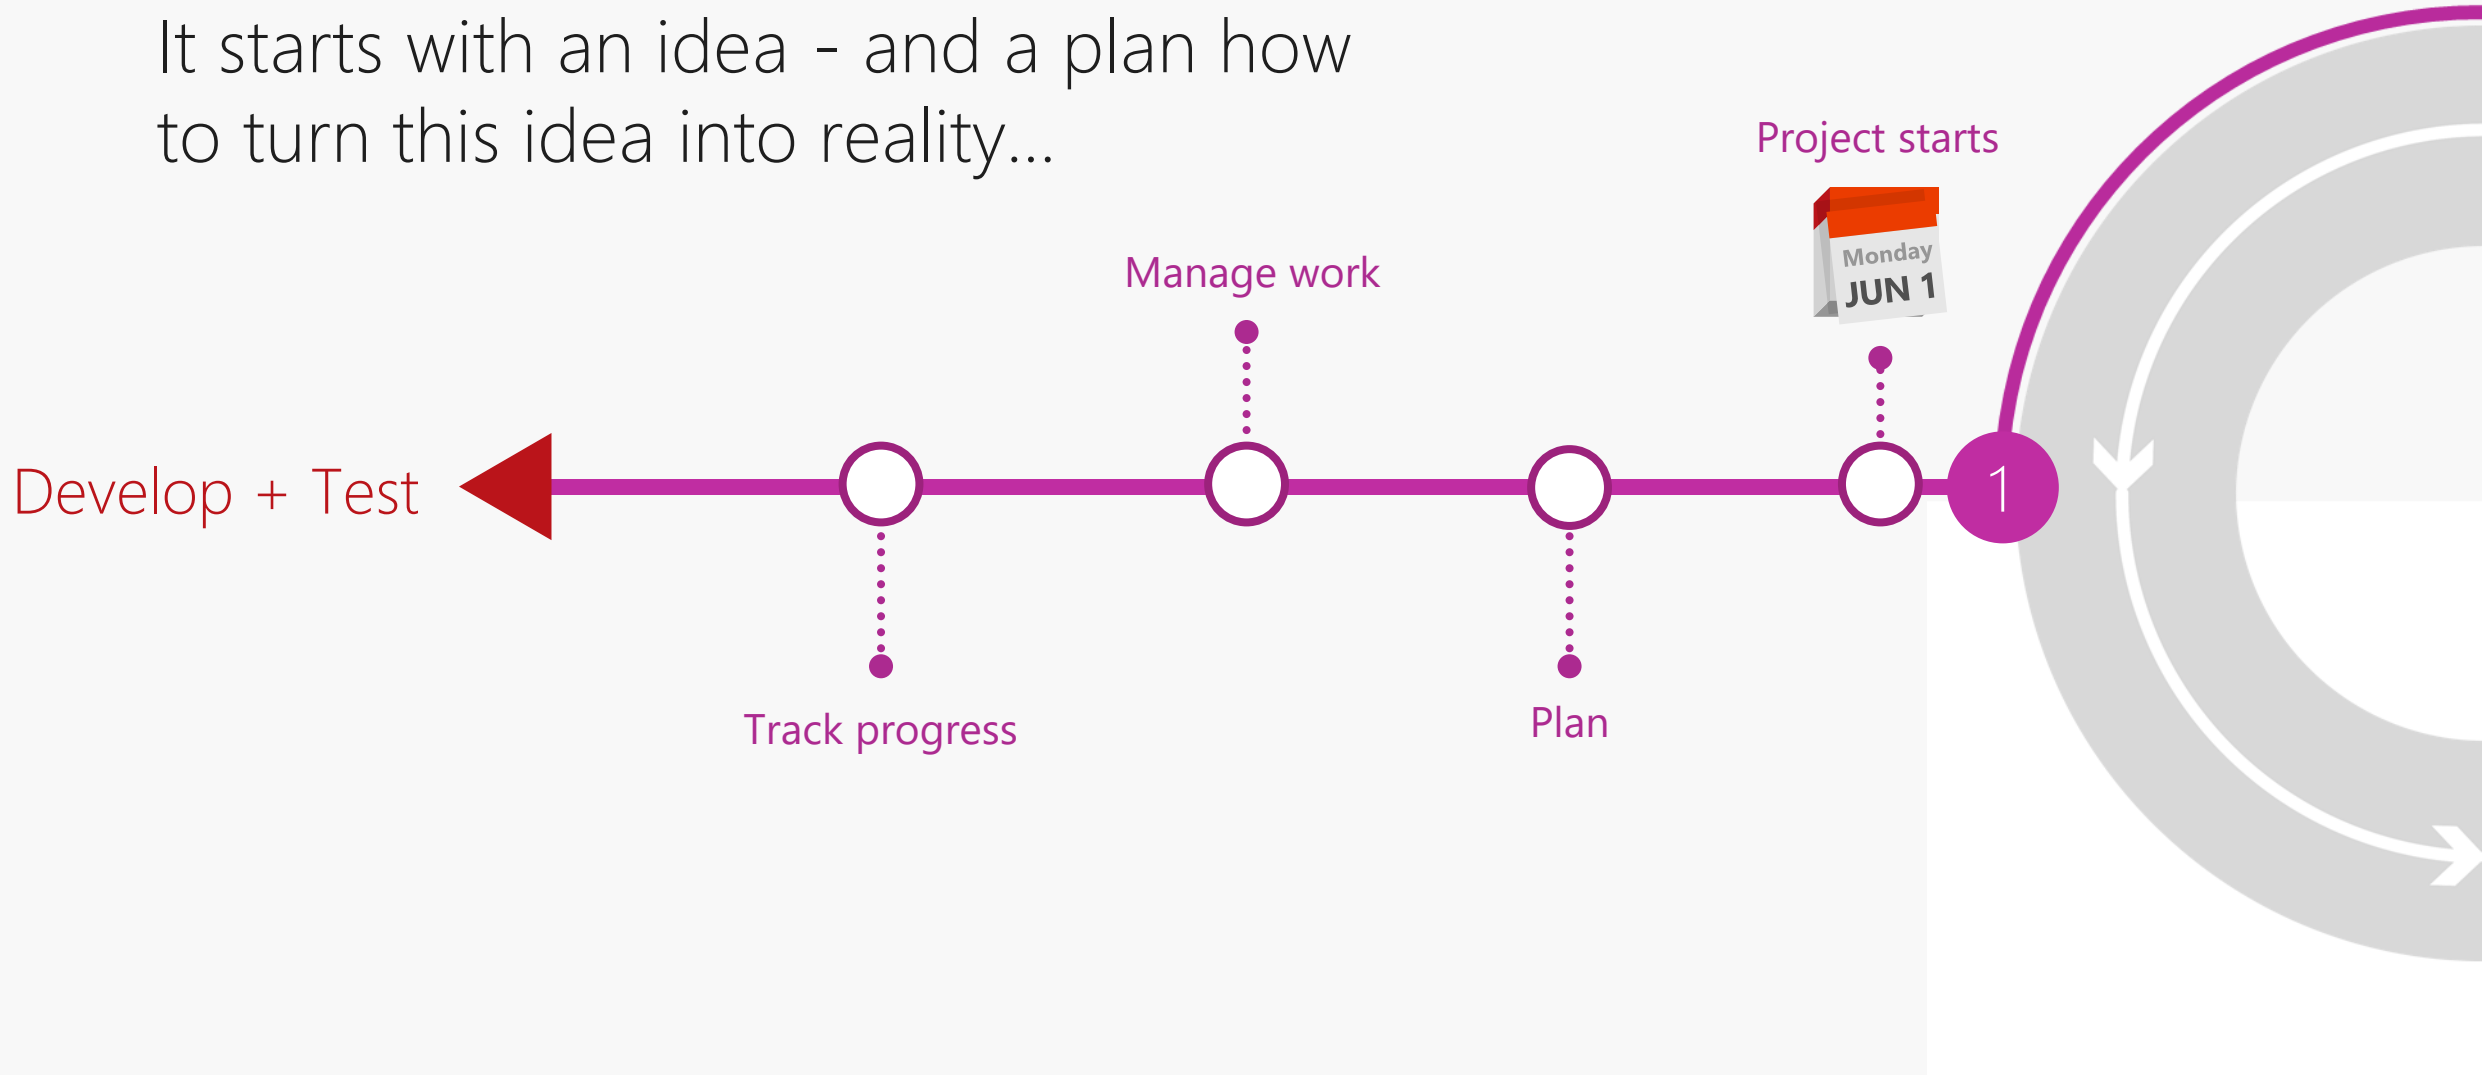 It starts with an idea - and a plan how
to turn this idea into reality...
Project starts
Monday
JUN 1
Manage work
Develop + Test
1
Track progress
Plan